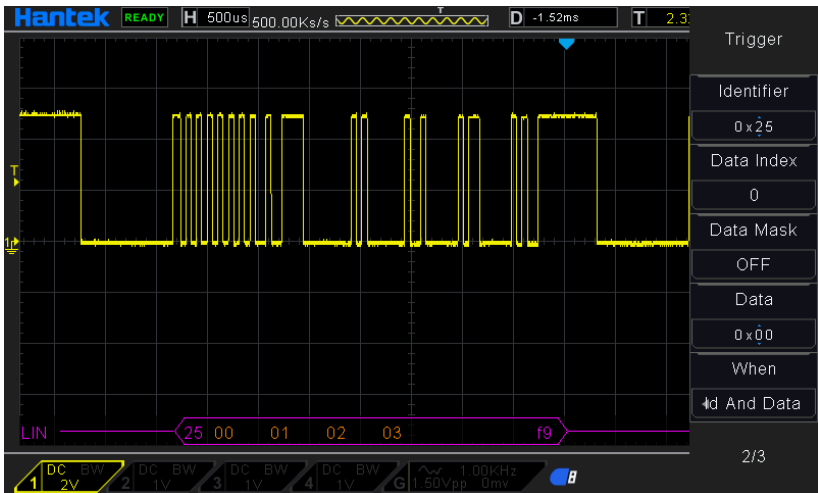 Hantek READY H 500us 500.00Ks/s T D -1.52ms T 2.3
Trigger
Identifier
0x25
Data Index
0
Data Mask
OFF
Data
0x00
When
Id And Data
2/3
T
1
LIN 25 00 01 02 03 f9
1 DC BW 2V
2 DC BW 1V
3 DC BW 1V
4 DC BW 1V
G 1.00KHz 1.50Vpp 0mv